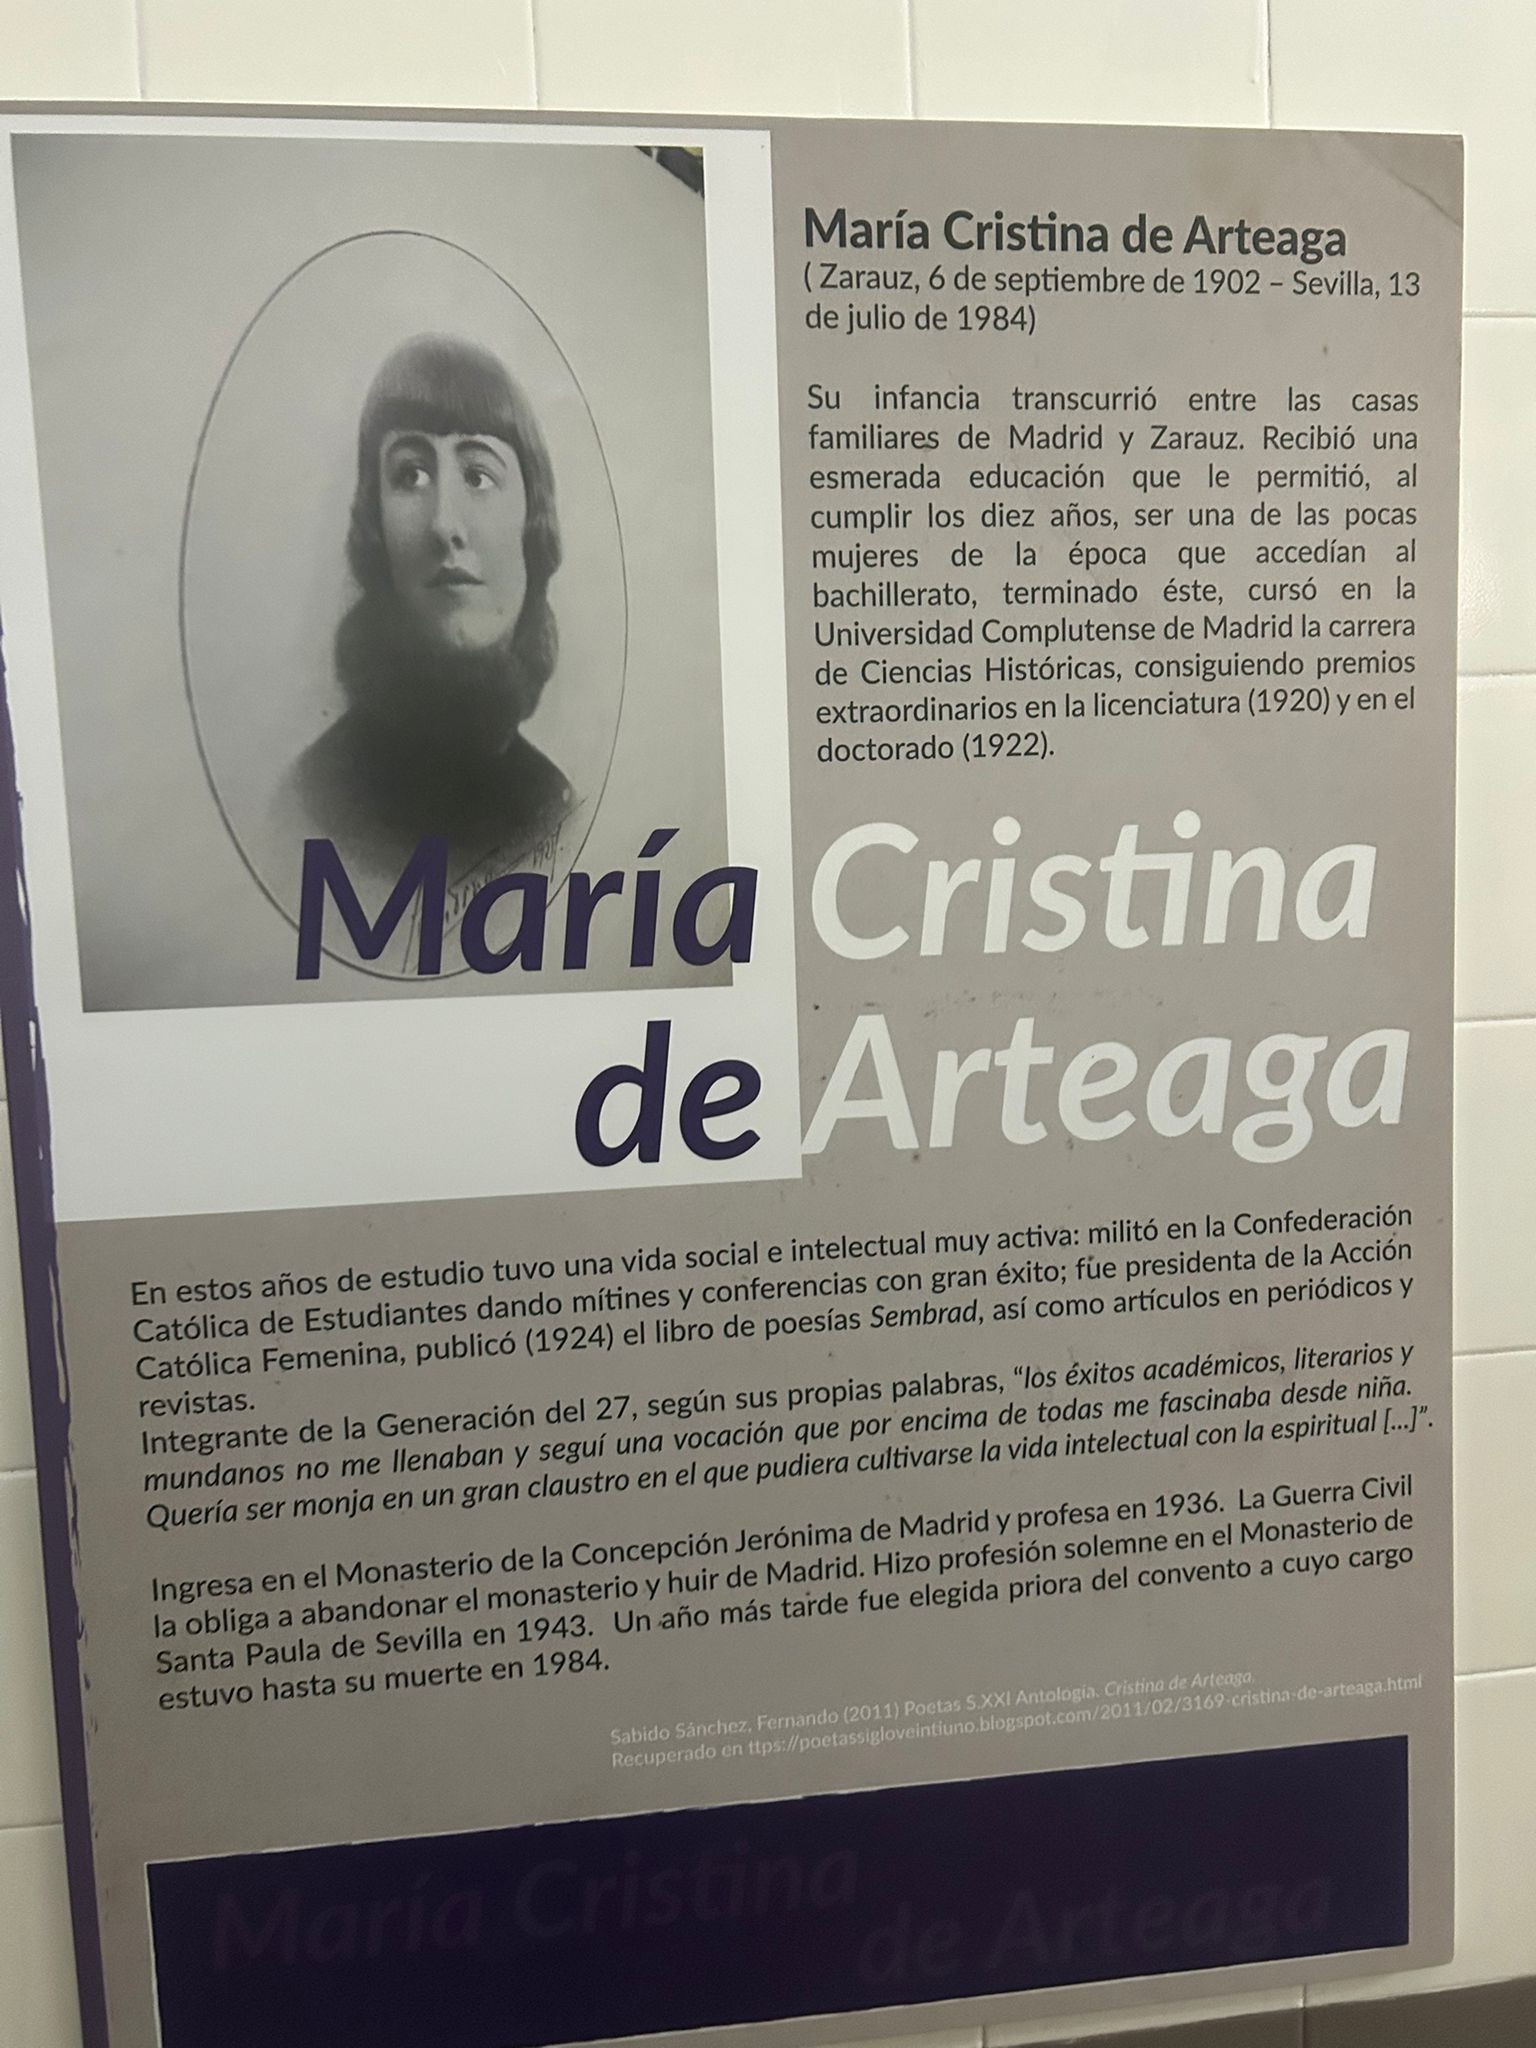 María Cristina de Arteaga
( Zarauz, 6 de septiembre de 1902 – Sevilla, 13
de julio de 1984)
Su infancia transcurrió entre las casas
familiares de Madrid y Zarauz. Recibió una
esmerada educación que le permitió, al
cumplir los diez años, ser una de las pocas
mujeres de la época que accedían al
bachillerato, terminado éste, cursó en la
Universidad Complutense de Madrid la carrera
de Ciencias Históricas, consiguiendo premios
extraordinarios en la licenciatura (1920) y en el
doctorado (1922).
María Cristina
de Arteaga
En estos años de estudio tuvo una vida social e intelectual muy activa: militó en la Confederación
Católica de Estudiantes dando mítines y conferencias con gran éxito; fue presidenta de la Acción
Católica Femenina, publicó (1924) el libro de poesías Sembrad, así como artículos en periódicos y
revistas.
Integrante de la Generación del 27, según sus propias palabras, “los éxitos académicos, literarios y
mundanos no me llenaban y seguí una vocación que por encima de todas me fascinaba desde niña.
Quería ser monja en un gran claustro en el que pudiera cultivarse la vida intelectual con la espiritual [...]”.
Ingresa en el Monasterio de la Concepción Jerónima de Madrid y profesa en 1936. La Guerra Civil
la obliga a abandonar el monasterio y huir de Madrid. Hizo profesión solemne en el Monasterio de
Santa Paula de Sevilla en 1943. Un año más tarde fue elegida priora del convento a cuyo cargo
estuvo hasta su muerte en 1984.
Sabido Sánchez, Fernando (2011) Poetas S.XXI Antología. Cristina de Arteaga.
Recuperado en ttps://poetassigloveintiuno.blogspot.com/2011/02/3169-cristina-de-arteaga.html
María Cristina
de Arteaga